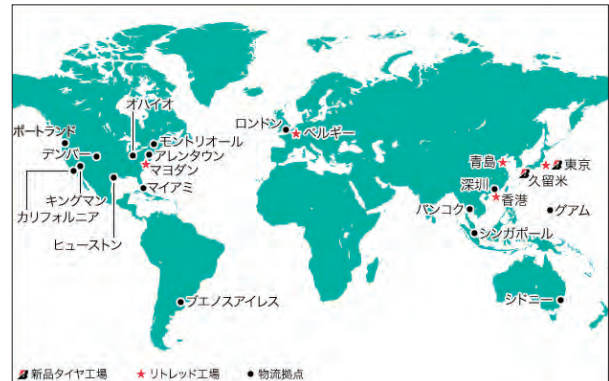 オハイオ
ポートランド
モントリオール
デンバー
アレンタウン
マヨダン
キングマン
マイアミ
カリフォルニア
ヒューストン
ブエノスアイレス
ロンドン
ベルギー
青島
東京
久留米
深圳
香港
バンコク
グアム
シンガポール
シドニー
新品タイヤ工場
リトレッド工場
物流拠点